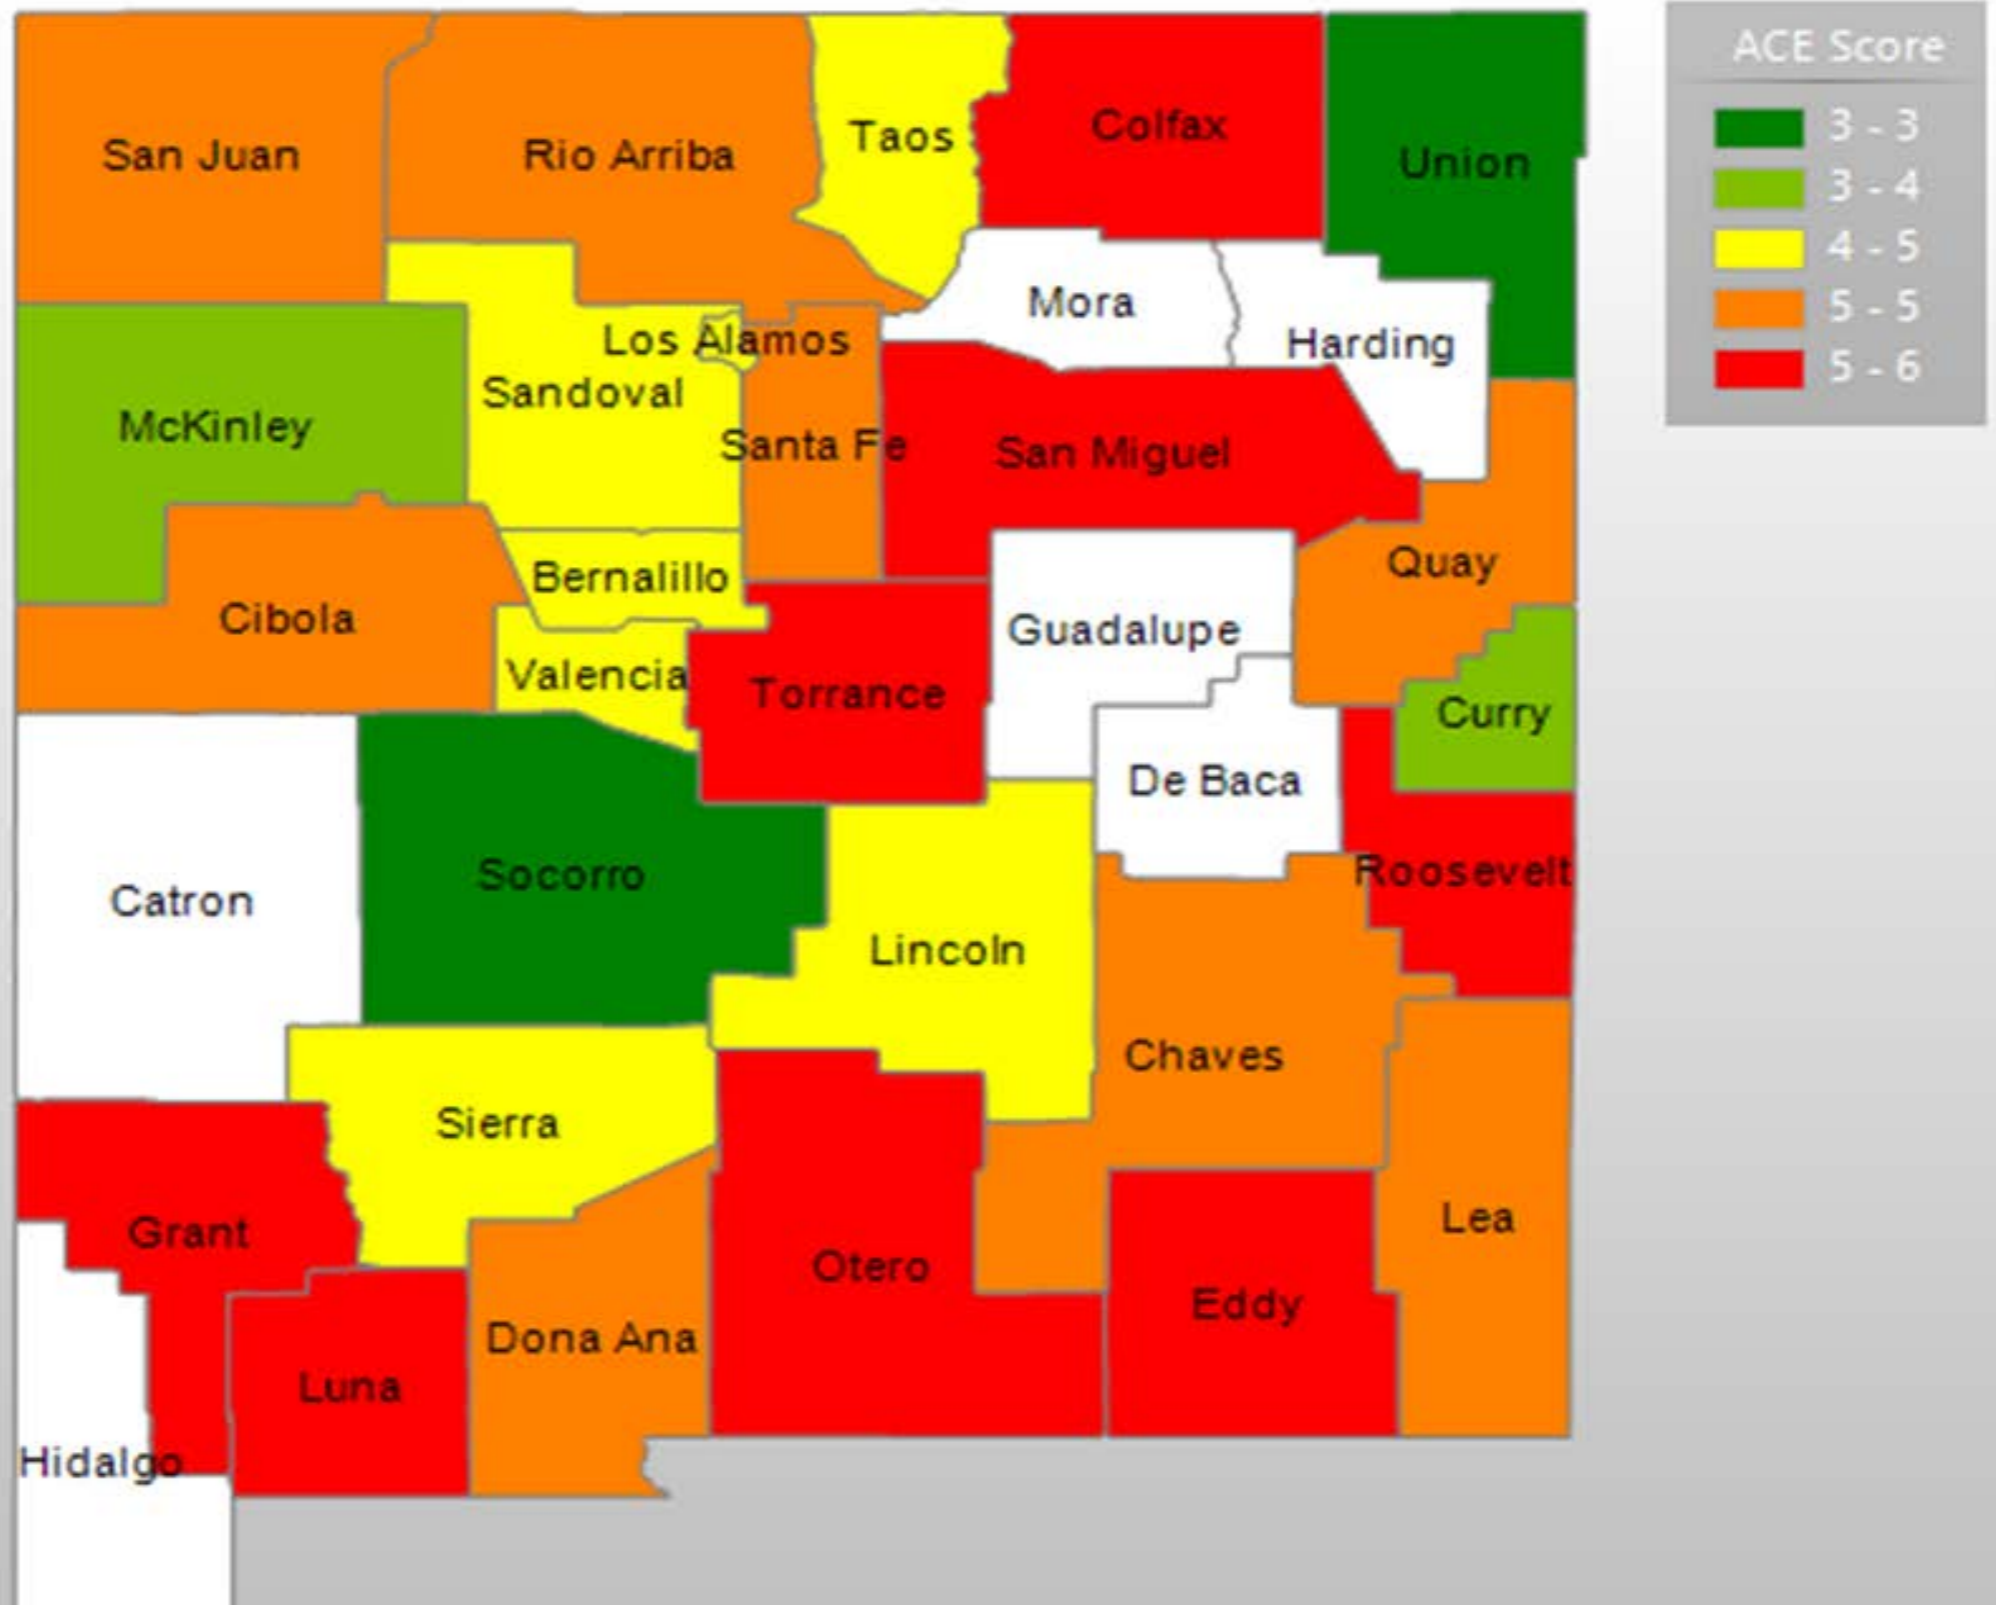 ACE Score
3 - 3
3 - 4
4 - 5
5 - 5
5 - 6
San Juan
Rio Arriba
Taos
Colfax
Union
Mora
Harding
Los Alamos
Sandoval
McKinley
Santa Fe
San Miguel
Quay
Bernalillo
Cibola
Guadalupe
Valencia
Torrance
Curry
De Baca
Roosevelt
Socorro
Catron
Lincoln
Chaves
Sierra
Lea
Grant
Otero
Eddy
Dona Ana
Luna
Hidalgo